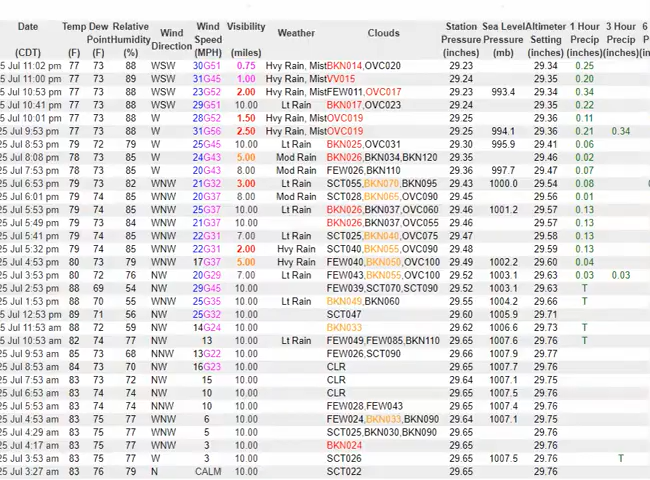 Date (CDT) Temp (F) Dew Point (F) Relative Humidity (%) Wind Direction Wind Speed (MPH) Visibility (miles) Weather Clouds Station Pressure (inches) Sea Level Pressure (mb) Altimeter Setting (inches) 1 Hour Precip (inches) 3 Hour Precip (inches) 6
5 Jul 11:02 pm 77 73 88 WSW 30G51 0.75 Hvy Rain, Mist BKN014,OVC020 29.23 29.34 0.25
5 Jul 11:00 pm 77 73 88 WSW 31G45 1.00 Hvy Rain, Mist VV015 29.24 29.35 0.20
25 Jul 10:53 pm 77 73 88 WSW 23G52 2.00 Hvy Rain, Mist FEW011,OVC017 29.23 993.4 29.34 0.34
5 Jul 10:41 pm 77 73 88 WSW 29G51 10.00 Lt Rain BKN017,OVC023 29.24 29.35 0.22
5 Jul 10:01 pm 77 73 88 W 28G52 1.50 Hvy Rain, Mist OVC019 29.25 29.36 0.11
25 Jul 9:53 pm 77 73 88 W 31G56 2.50 Hvy Rain, Mist OVC019 29.25 994.1 29.36 0.21 0.34
25 Jul 8:53 pm 79 72 79 W 25G45 10.00 Lt Rain BKN025,OVC031 29.30 995.9 29.41 0.06
25 Jul 8:08 pm 78 73 85 W 24G43 5.00 Mod Rain BKN026,BKN034,BKN120 29.35 29.46 0.02
25 Jul 7:53 pm 78 73 85 W 20G43 8.00 Mod Rain FEW026,BKN110 29.36 997.7 29.47 0.07
25 Jul 6:53 pm 79 73 82 WNW 21G32 3.00 Lt Rain SCT055,BKN070,BKN095 29.43 1000.0 29.54 0.08
25 Jul 6:01 pm 79 74 85 WNW 20G37 8.00 Mod Rain SCT028,BKN065,OVC090 29.45 29.56 0.01
25 Jul 5:53 pm 79 74 85 WNW 20G37 10.00 Lt Rain BKN026,BKN037,OVC060 29.46 1001.2 29.57 0.13
25 Jul 5:49 pm 79 73 84 WNW 21G37 10.00 BKN026,BKN037,OVC055 29.46 29.57 0.13
25 Jul 5:41 pm 79 74 85 WNW 22G31 7.00 Lt Rain SCT025,BKN040,OVC075 29.47 29.58 0.13
25 Jul 5:32 pm 79 74 85 WNW 22G31 2.00 Hvy Rain SCT040,BKN055,OVC090 29.48 29.59 0.13
25 Jul 4:53 pm 80 73 79 WNW 17G37 5.00 Hvy Rain FEW040,BKN050,OVC100 29.49 1002.2 29.60 0.04
25 Jul 3:53 pm 80 72 76 NW 20G29 7.00 Lt Rain FEW043,BKN055,OVC100 29.52 1003.1 29.63 0.03 0.03
25 Jul 2:53 pm 88 69 54 NW 29G45 10.00 FEW039,SCT070,SCT090 29.52 1003.1 29.63 T
25 Jul 1:53 pm 88 70 55 WNW 24G35 10.00 Lt Rain BKN049,BKN060 29.55 1004.2 29.66 T
5 Jul 12:53 pm 89 71 56 NW 25G32 10.00 SCT047 29.60 1005.9 29.71
5 Jul 11:53 am 88 72 59 NW 14G24 10.00 BKN033 29.62 1006.6 29.73 T
5 Jul 10:53 am 82 74 77 NW 13 10.00 Lt Rain FEW049,FEW085,BKN110 29.65 1007.6 29.76 T
25 Jul 9:53 am 85 73 68 NNW 13G22 10.00 FEW026,SCT090 29.66 1007.9 29.77
25 Jul 8:53 am 84 73 70 NW 16G23 10.00 CLR 29.66 1007.7 29.77
25 Jul 7:53 am 83 73 72 NW 15 10.00 CLR 29.64 1007.1 29.75
25 Jul 6:53 am 83 74 74 NW 10 10.00 CLR 29.65 1007.5 29.76
25 Jul 5:53 am 83 74 74 NNW 10 10.00 FEW028,FEW043 29.65 1007.4 29.76
25 Jul 4:53 am 83 75 77 WNW 6 10.00 FEW024,BKN033,BKN090 29.64 1007.1 29.75
25 Jul 4:29 am 83 75 77 WNW 5 10.00 SCT025,BKN030,BKN090 29.65 29.76
25 Jul 4:17 am 83 75 77 WNW 3 10.00 BKN024 29.65 29.76
25 Jul 3:53 am 83 75 77 W 3 10.00 SCT026 29.65 1007.5 29.76 T
25 Jul 3:27 am 83 76 79 N CALM 10.00 SCT022 29.65 29.76